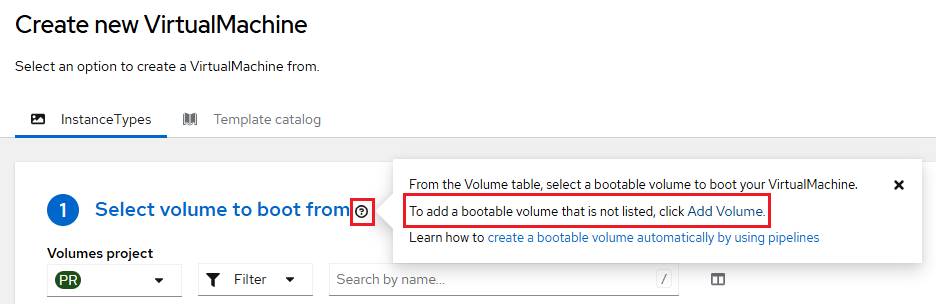 Create new VirtualMachine
Select an option to create a VirtualMachine from.
InstanceTypes
Template catalog
1 Select volume to boot from ?
From the Volume table, select a bootable volume to boot your VirtualMachine.
To add a bootable volume that is not listed, click Add Volume.
Learn how to create a bootable volume automatically by using pipelines
Volumes project
PR
Filter
Search by name...
/